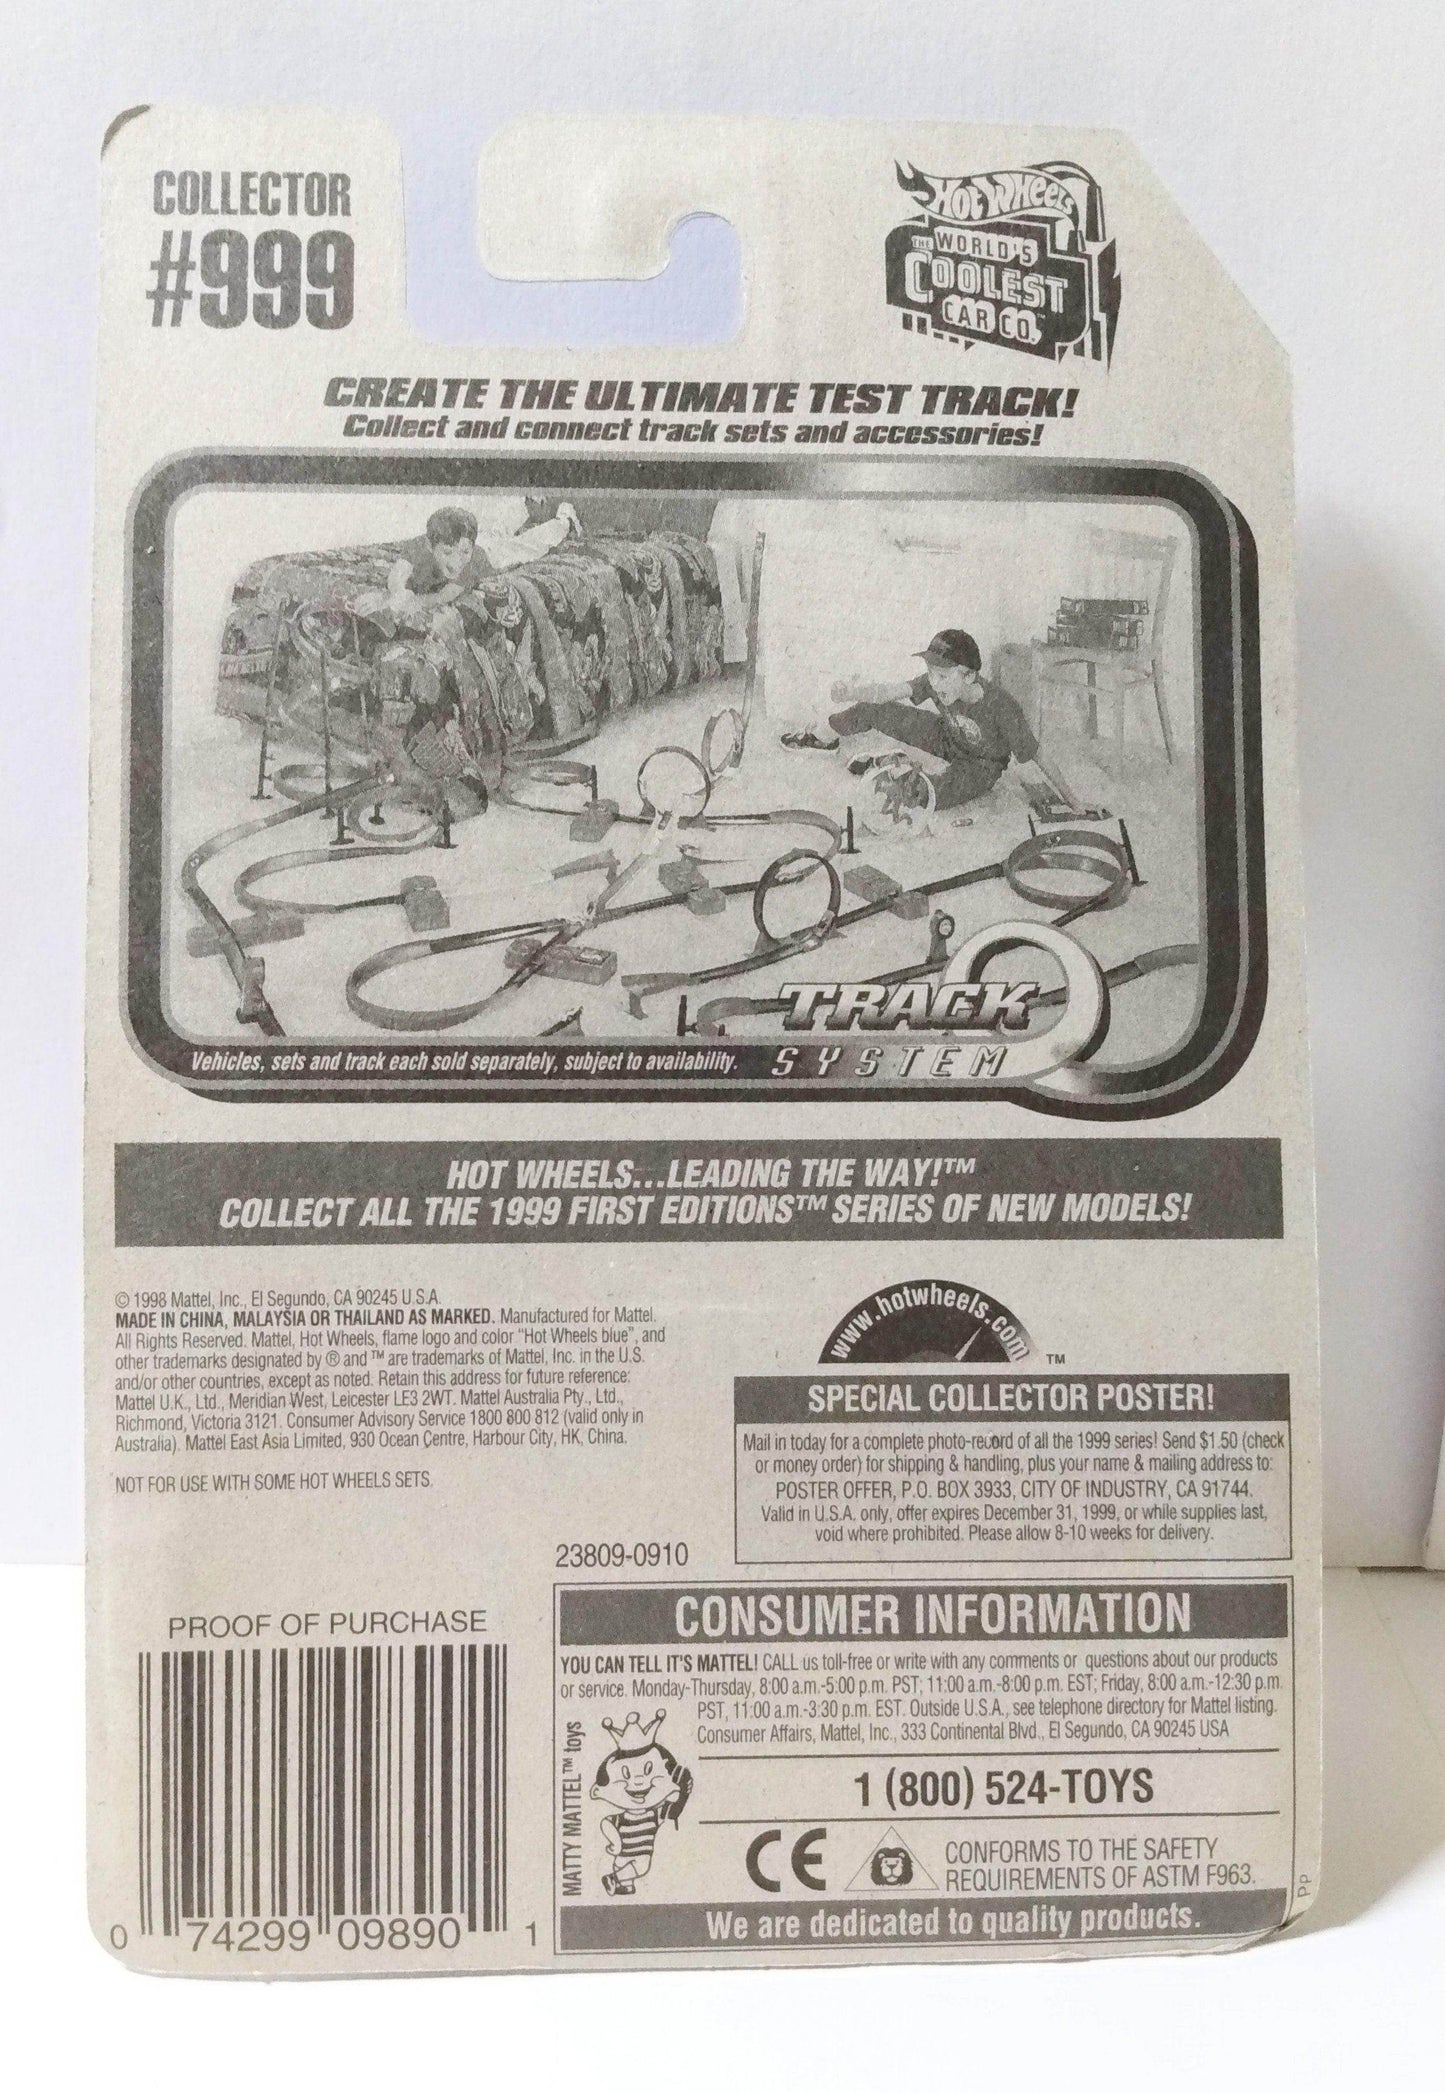 COLLECTOR
#999
Hot Wheels
THE WORLD'S
COOLEST
CAR CO.™
CREATE THE ULTIMATE TEST TRACK!
Collect and connect track sets and accessories!
TRACK
SYSTEM
Vehicles, sets and track each sold separately, subject to availability.
HOT WHEELS...LEADING THE WAY!™
COLLECT ALL THE 1999 FIRST EDITIONS™ SERIES OF NEW MODELS!
© 1998 Mattel, Inc., El Segundo, CA 90245 U.S.A.
MADE IN CHINA, MALAYSIA OR THAILAND AS MARKED. Manufactured for Mattel.
All Rights Reserved. Mattel, Hot Wheels, flame logo and color "Hot Wheels blue", and
other trademarks designated by ® and ™ are trademarks of Mattel, Inc. in the U.S.
and/or other countries, except as noted. Retain this address for future reference:
Mattel U.K., Ltd., Meridian West, Leicester LE3 2WT. Mattel Australia Pty., Ltd.,
Richmond, Victoria 3121. Consumer Advisory Service 1800 800 812 (valid only in
Australia). Mattel East Asia Limited, 930 Ocean Centre, Harbour City, HK, China.
NOT FOR USE WITH SOME HOT WHEELS SETS.
www.hotwheels.com ™
SPECIAL COLLECTOR POSTER!
Mail in today for a complete photo-record of all the 1999 series! Send $1.50 (check
or money order) for shipping & handling, plus your name & mailing address to:
POSTER OFFER, P.O. BOX 3933, CITY OF INDUSTRY, CA 91744.
Valid in U.S.A. only, offer expires December 31, 1999, or while supplies last,
void where prohibited. Please allow 8-10 weeks for delivery.
23809-0910
PROOF OF PURCHASE
0 74299 09890 1
CONSUMER INFORMATION
YOU CAN TELL IT'S MATTEL! CALL us toll-free or write with any comments or questions about our products
or service. Monday-Thursday, 8:00 a.m.-5:00 p.m. PST; 11:00 a.m.-8:00 p.m. EST; Friday, 8:00 a.m.-12:30 p.m.
PST, 11:00 a.m.-3:30 p.m. EST. Outside U.S.A., see telephone directory for Mattel listing.
Consumer Affairs, Mattel, Inc., 333 Continental Blvd., El Segundo, CA 90245 USA
MATTY MATTEL™ toys
1 (800) 524-TOYS
CE
CONFORMS TO THE SAFETY
REQUIREMENTS OF ASTM F963.
We are dedicated to quality products.
PP